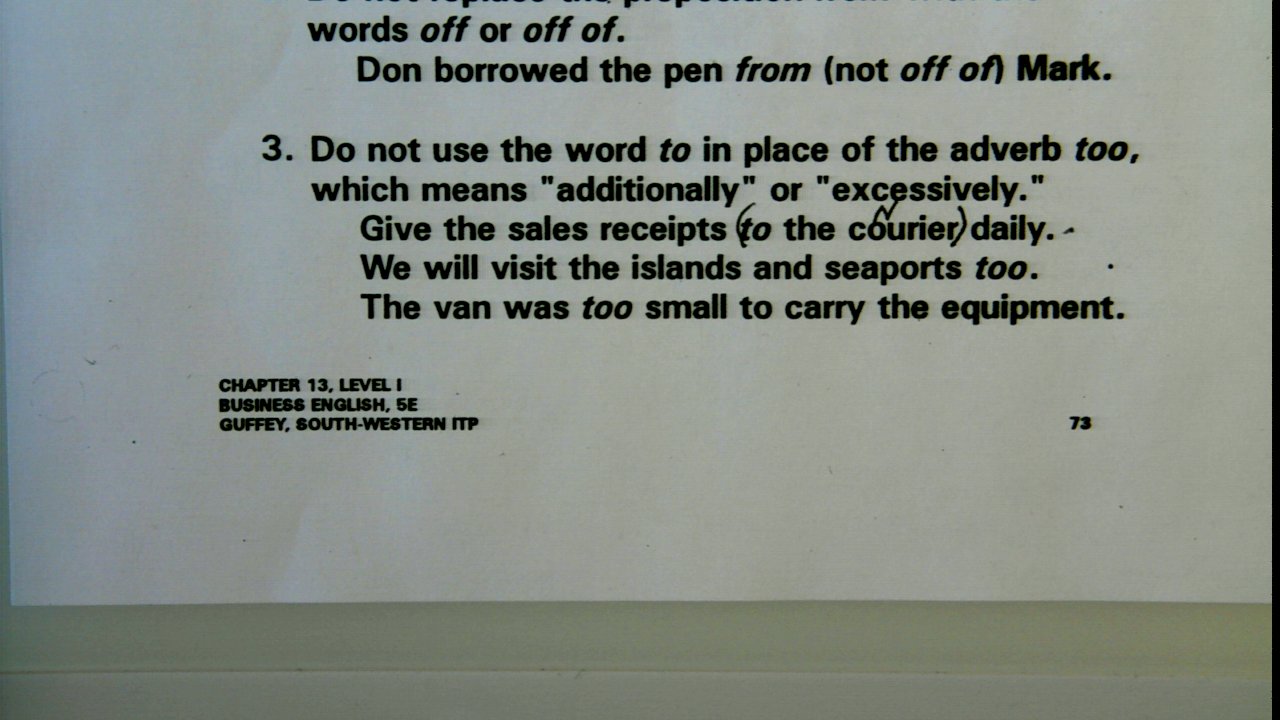 words off or off of.
Don borrowed the pen from (not off of) Mark.
3. Do not use the word to in place of the adverb too,
which means "additionally" or "excessively."
Give the sales receipts (to the courier) daily.
We will visit the islands and seaports too.
The van was too small to carry the equipment.
CHAPTER 13, LEVEL I
BUSINESS ENGLISH, 5E
GUFFEY, SOUTH-WESTERN ITP
73